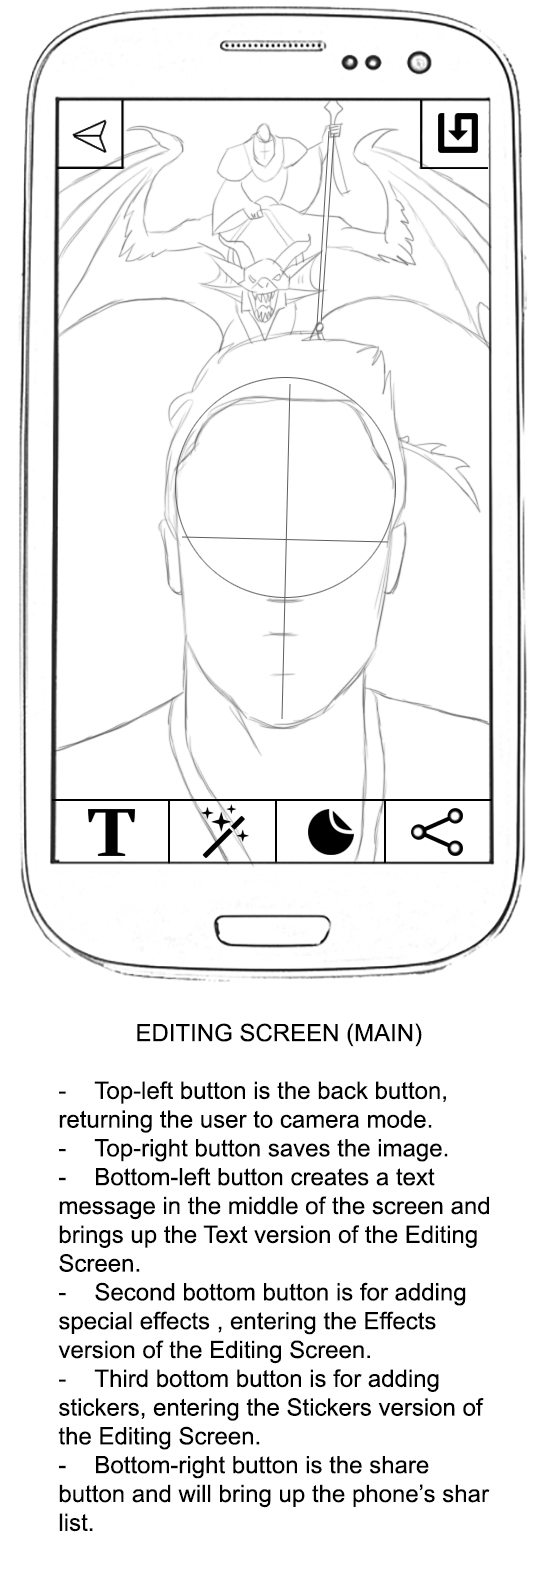 T
EDITING SCREEN (MAIN)
- Top-left button is the back button,
returning the user to camera mode.
- Top-right button saves the image.
- Bottom-left button creates a text
message in the middle of the screen and
brings up the Text version of the Editing
Screen.
- Second bottom button is for adding
special effects , entering the Effects
version of the Editing Screen.
- Third bottom button is for adding
stickers, entering the Stickers version of
the Editing Screen.
- Bottom-right button is the share
button and will bring up the phone's shar
list.